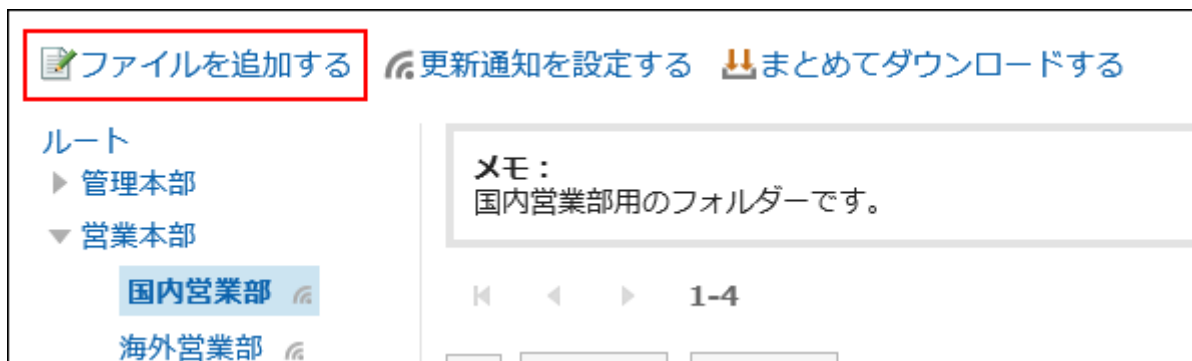 ファイルを追加する 更新通知を設定する まとめてダウンロードする
ルート
管理本部
営業本部
国内営業部
海外営業部
メモ：
国内営業部用のフォルダーです。
1-4